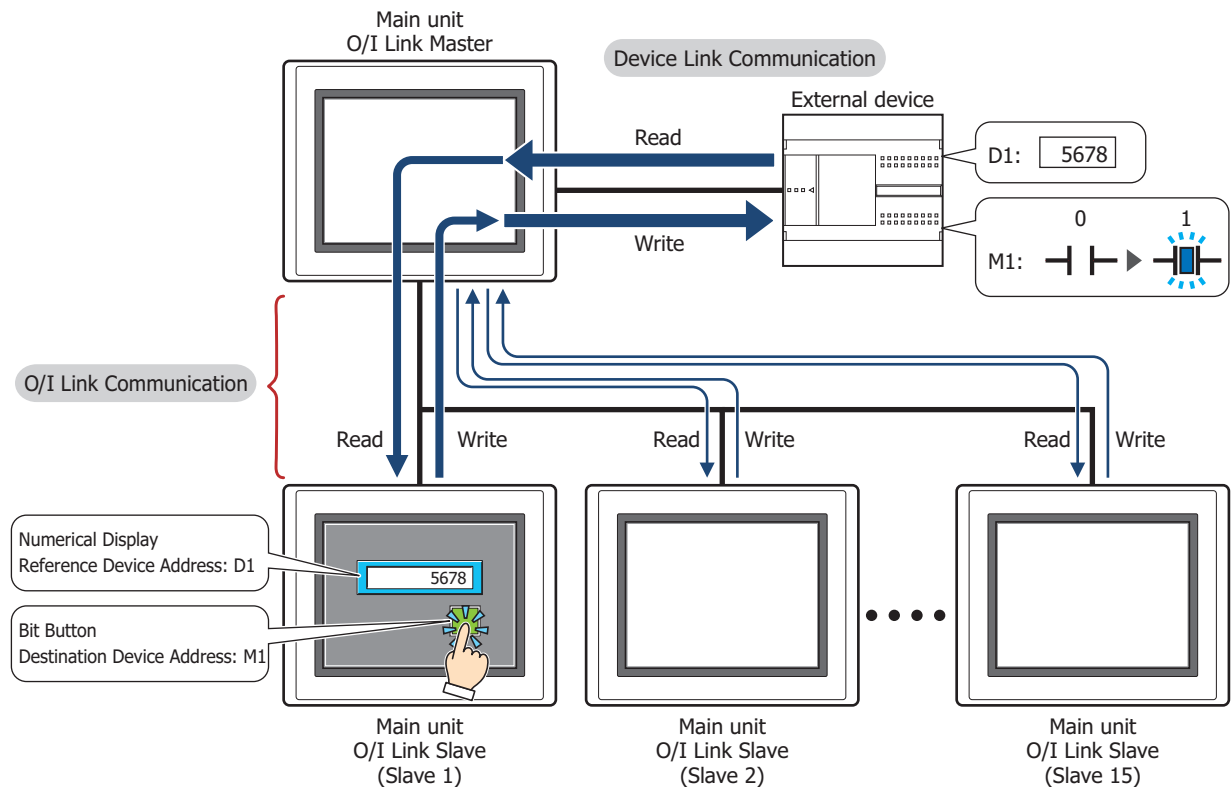 Main unit
O/I Link Master
Device Link Communication
External device
Read
D1: 5678
Write
0 1
M1:
O/I Link Communication
Read Write
Read Write
Read Write
Numerical Display
Reference Device Address: D1
5678
Bit Button
Destination Device Address: M1
Main unit
O/I Link Slave
(Slave 1)
Main unit
O/I Link Slave
(Slave 2)
Main unit
O/I Link Slave
(Slave 15)